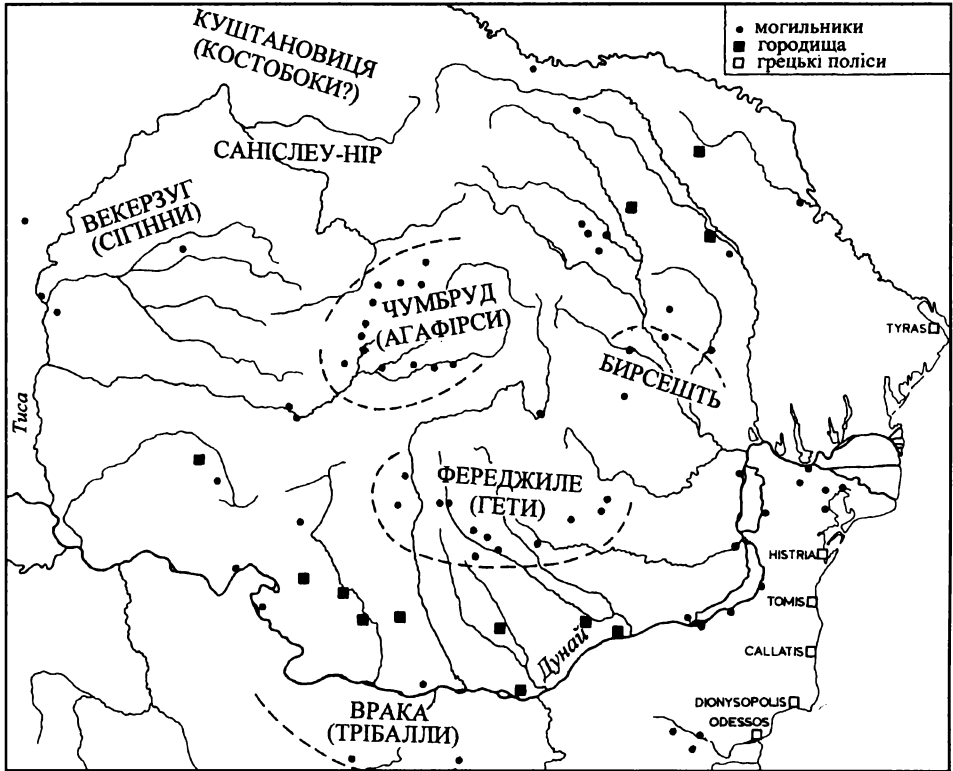 КУШТАНОВИЦЯ
(КОСТОБОКИ?)
могильники
городища
грецькі поліси
САНІСЛЕУ-НІР
ВЕКЕРЗУГ
(СІГІННИ)
ЧУМБРУД
(АГАФІРСИ)
TYRAS
БИРСЕШТЬ
Тиса
ФЕРЕДЖИЛЕ
(ГЕТИ)
HISTRIA
TOMIS
Дунай
CALLATIS
DIONYSOPOLIS
ODESSOS
ВРАКА
(ТРІБАЛЛИ)